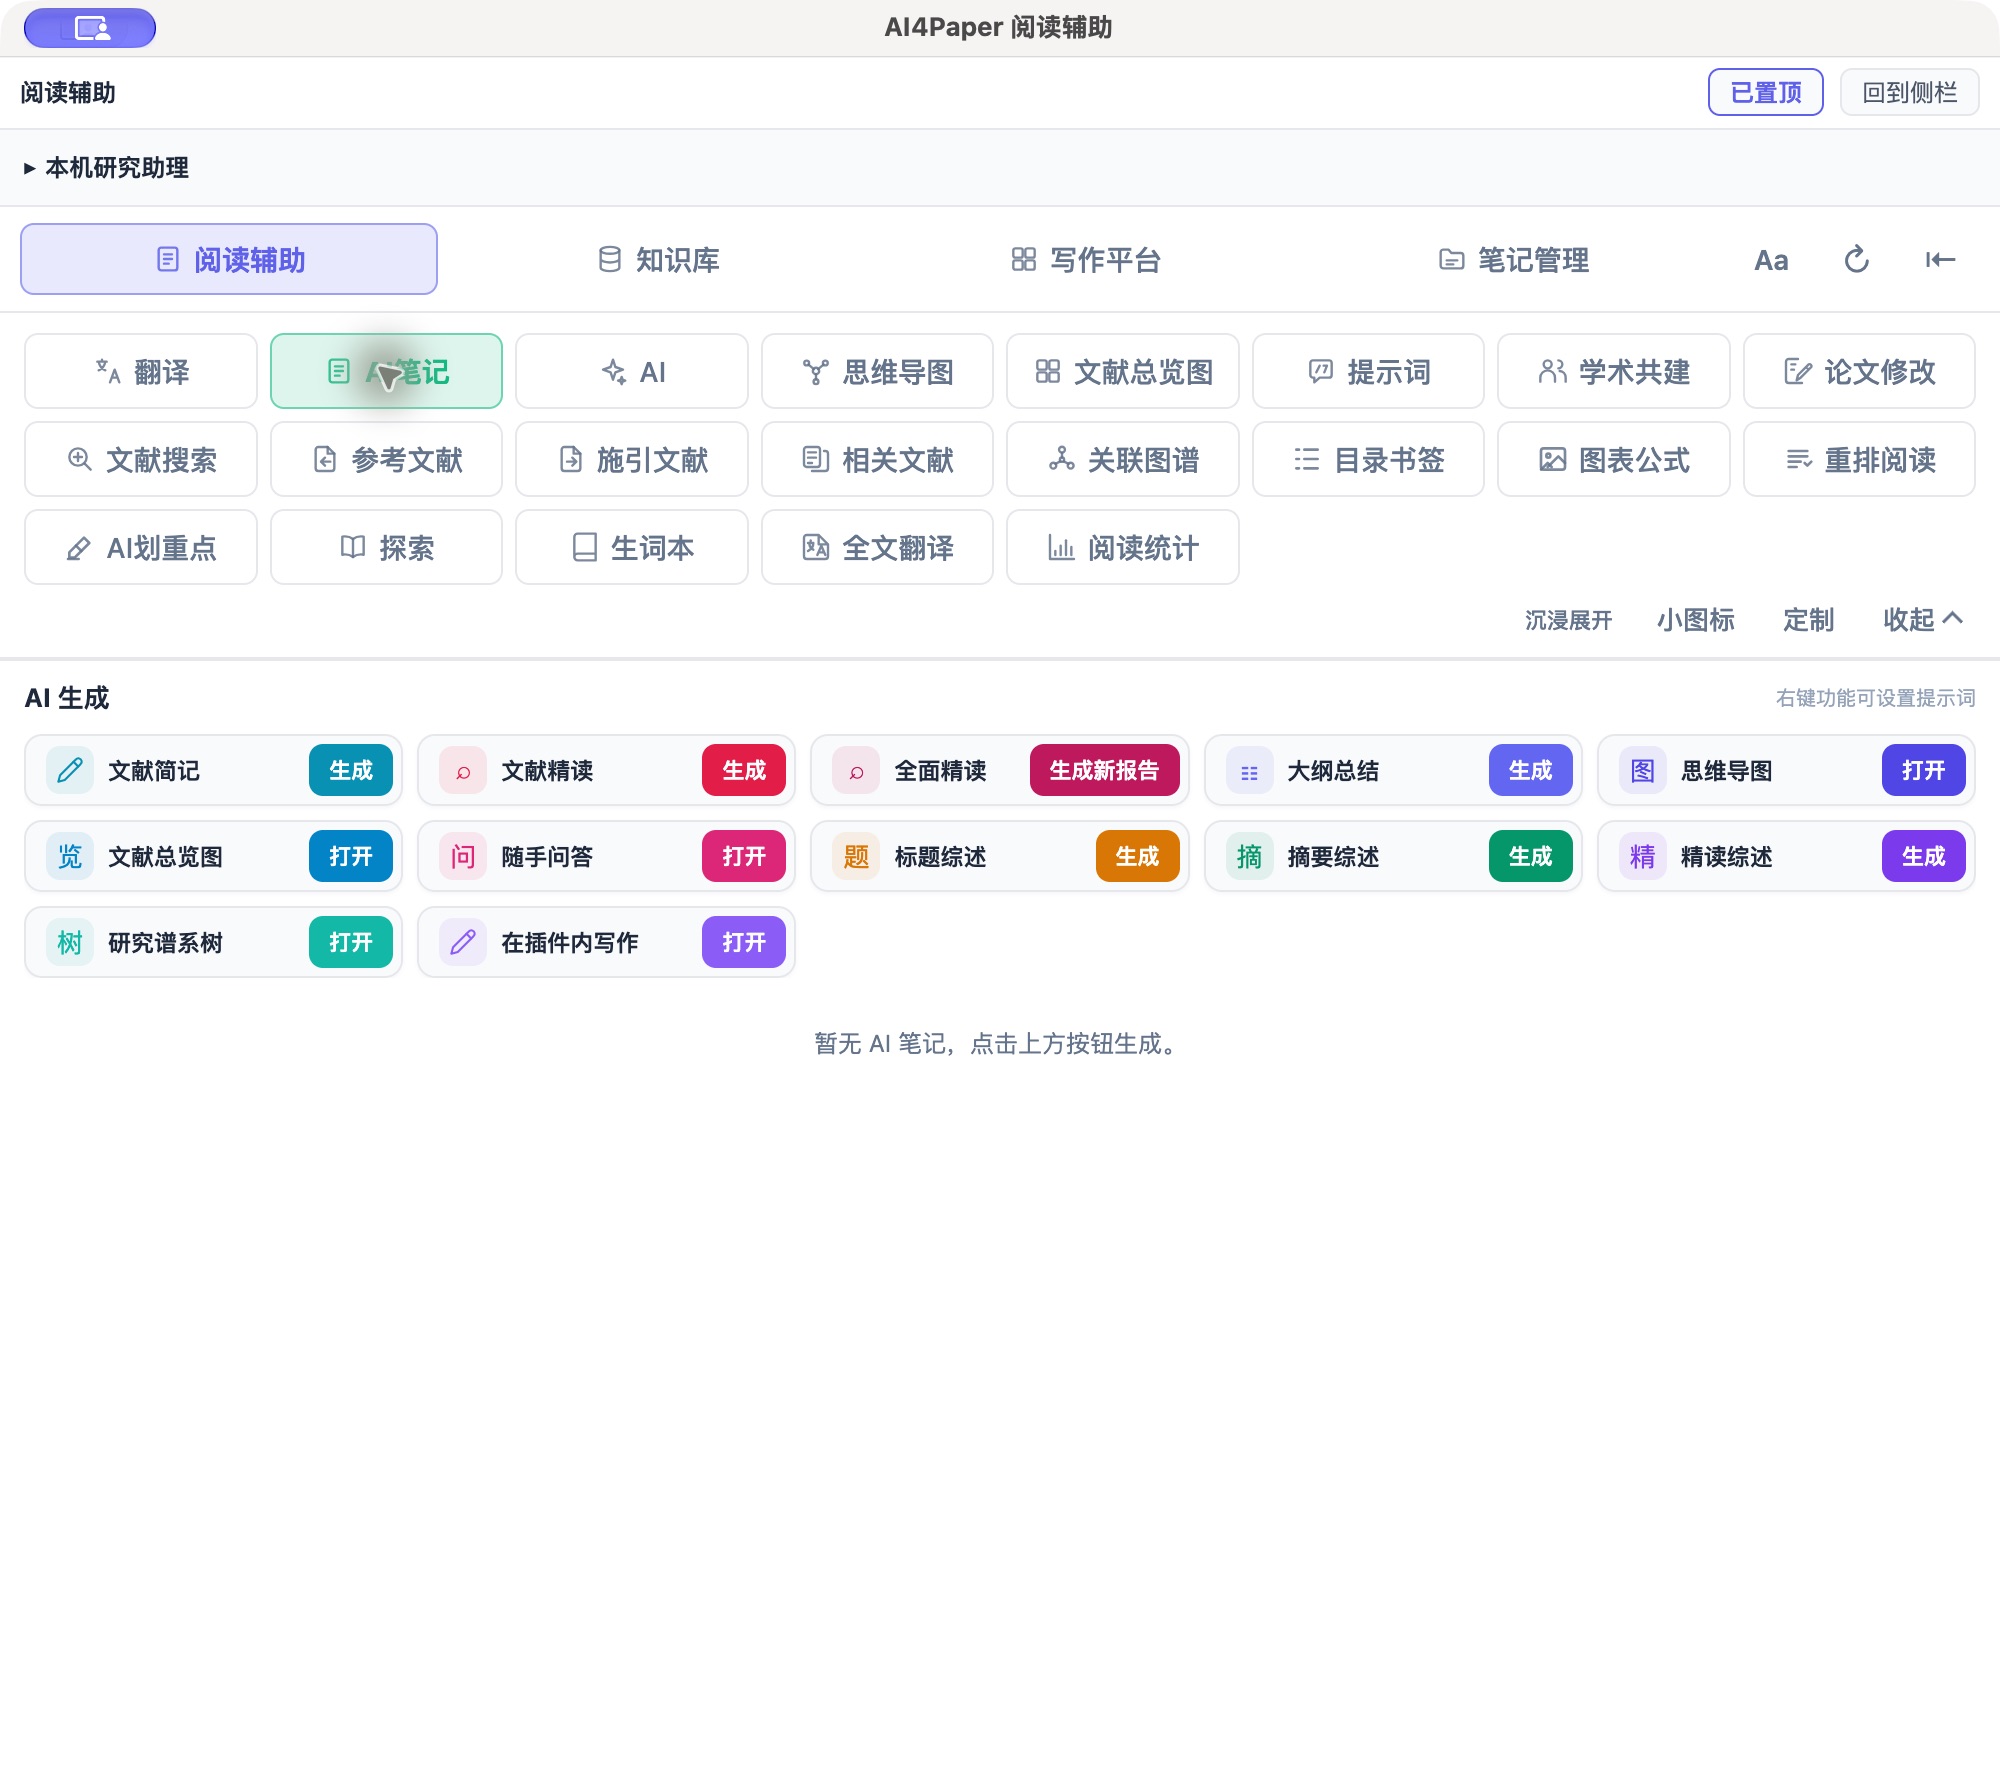 AI4Paper 阅读辅助
阅读辅助 已置顶 回到侧栏
▸ 本机研究助理
阅读辅助 知识库 写作平台 笔记管理 Aa
翻译 AI笔记 AI 思维导图 文献总览图 提示词 学术共建 论文修改
文献搜索 参考文献 施引文献 相关文献 关联图谱 目录书签 图表公式 重排阅读
AI划重点 探索 生词本 全文翻译 阅读统计
沉浸展开 小图标 定制 收起
AI 生成 右键功能可设置提示词
文献简记 生成 文献精读 生成 全面精读 生成新报告 大纲总结 生成 图 思维导图 打开
览 文献总览图 打开 问 随手问答 打开 题 标题综述 生成 摘 摘要综述 生成 精 精读综述 生成
树 研究谱系树 打开 在插件内写作 打开
暂无 AI 笔记，点击上方按钮生成。